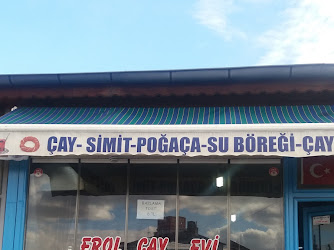 ÇAY- SİMİT-POĞAÇA-SU BÖREĞİ-ÇAY
EROL ÇAY EVİ